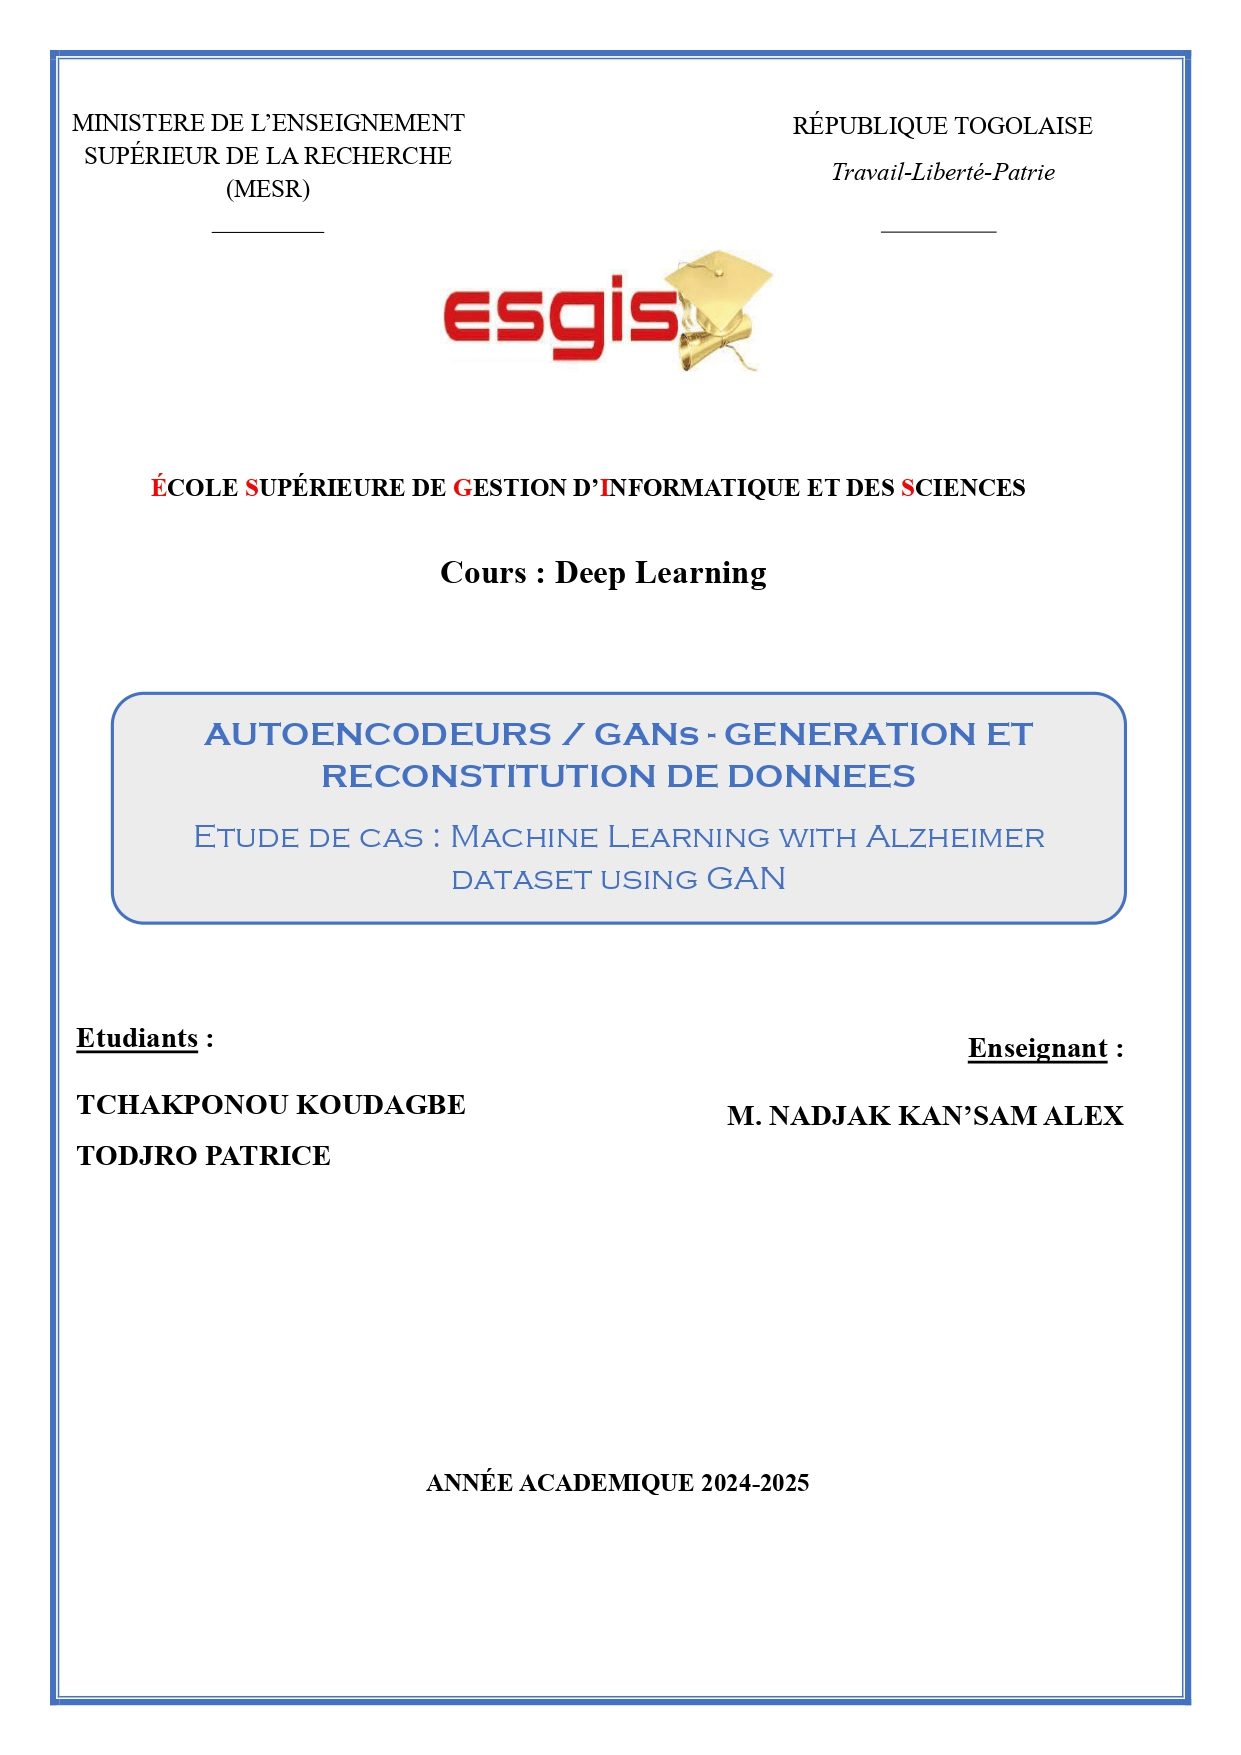 MINISTERE DE L’ENSEIGNEMENT
SUPÉRIEUR DE LA RECHERCHE
(MESR)
RÉPUBLIQUE TOGOLAISE
Travail-Liberté-Patrie
esgis
ÉCOLE SUPÉRIEURE DE GESTION D’INFORMATIQUE ET DES SCIENCES
Cours : Deep Learning
AUTOENCODEURS / GANs - GENERATION ET
RECONSTITUTION DE DONNEES
Etude de cas : Machine Learning with Alzheimer
dataset using GAN
Etudiants :
TCHAKPONOU KOUDAGBE
TODJRO PATRICE
Enseignant :
M. NADJAK KAN’SAM ALEX
ANNÉE ACADEMIQUE 2024-2025